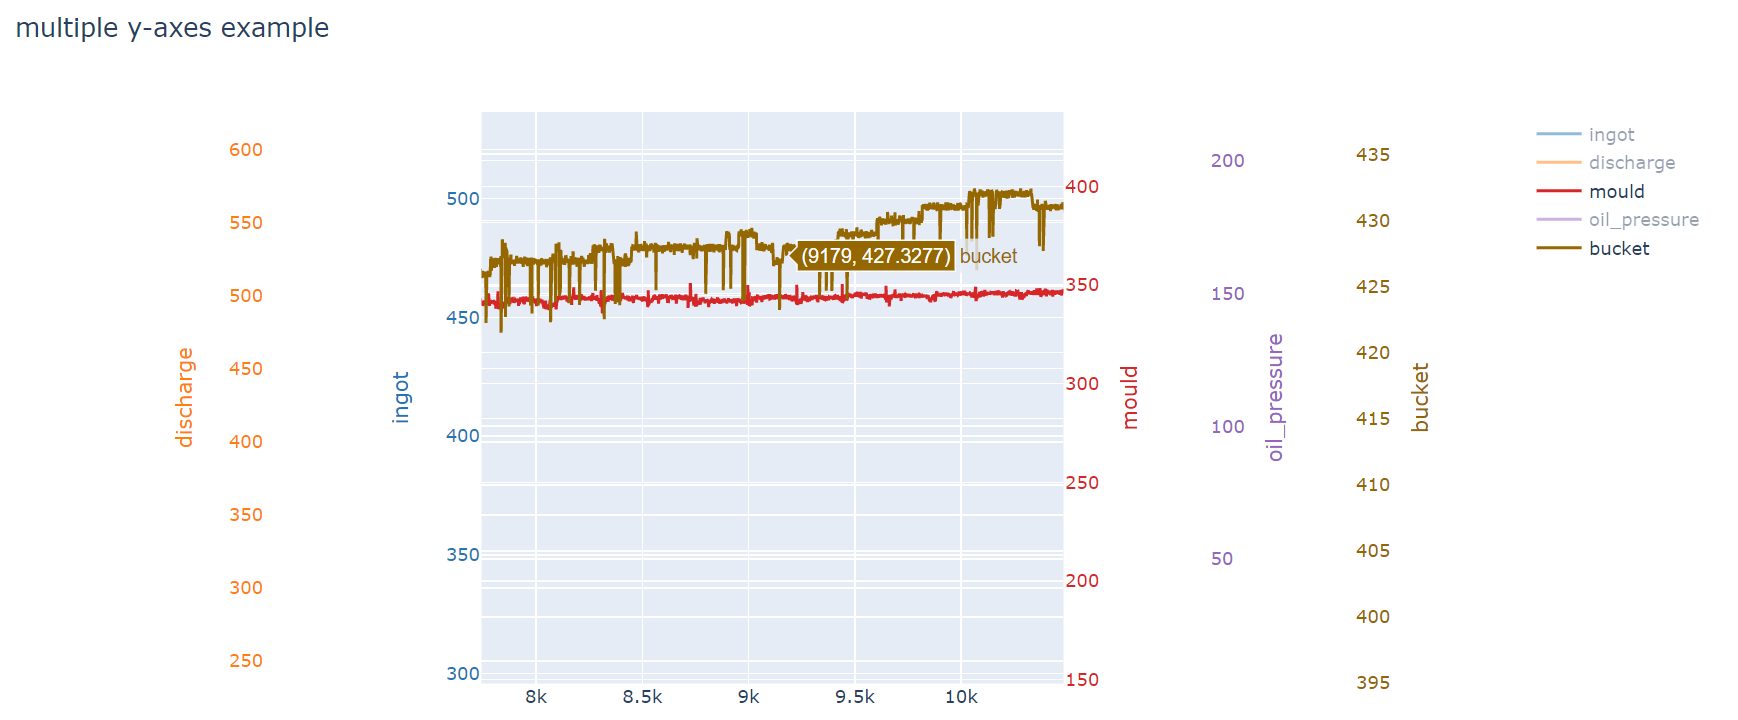 multiple y-axes example
discharge
600
550
500
450
400
350
300
250
ingot
500
450
400
350
300
(9179, 427.3277) bucket
8k 8.5k 9k 9.5k 10k
400
350
300
250
200
150
mould
200
150
100
50
oil_pressure
435
430
425
420
415
410
405
400
395
bucket
ingot
discharge
mould
oil_pressure
bucket